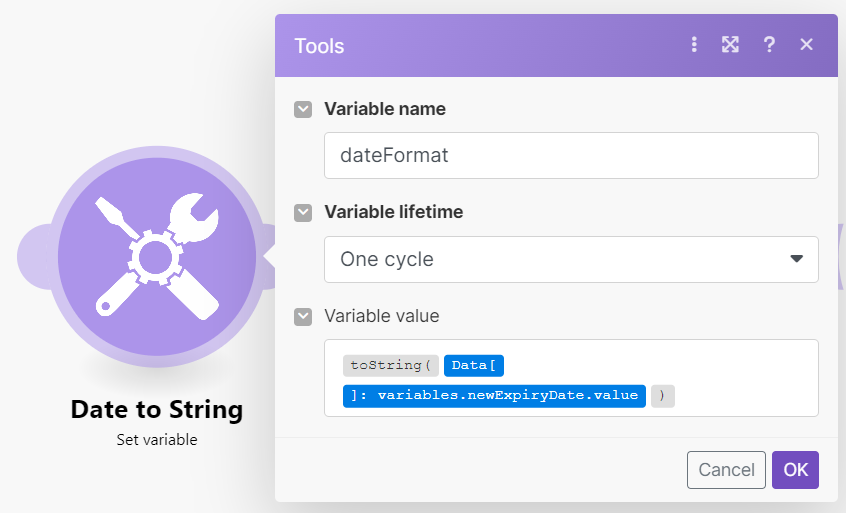 Tools
?
Variable name
dateFormat
Variable lifetime
One cycle
Variable value
toString( Data[
]: variables.newExpiryDate.value )
Date to String
Set variable
Cancel OK